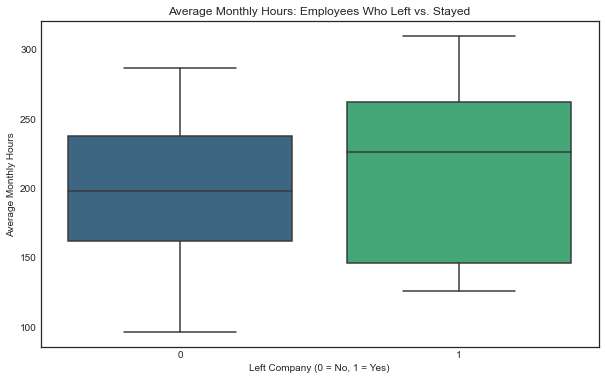 Average Monthly Hours: Employees Who Left vs. Stayed
Average Monthly Hours
300
250
200
150
100
0
1
Left Company (0 = No, 1 = Yes)